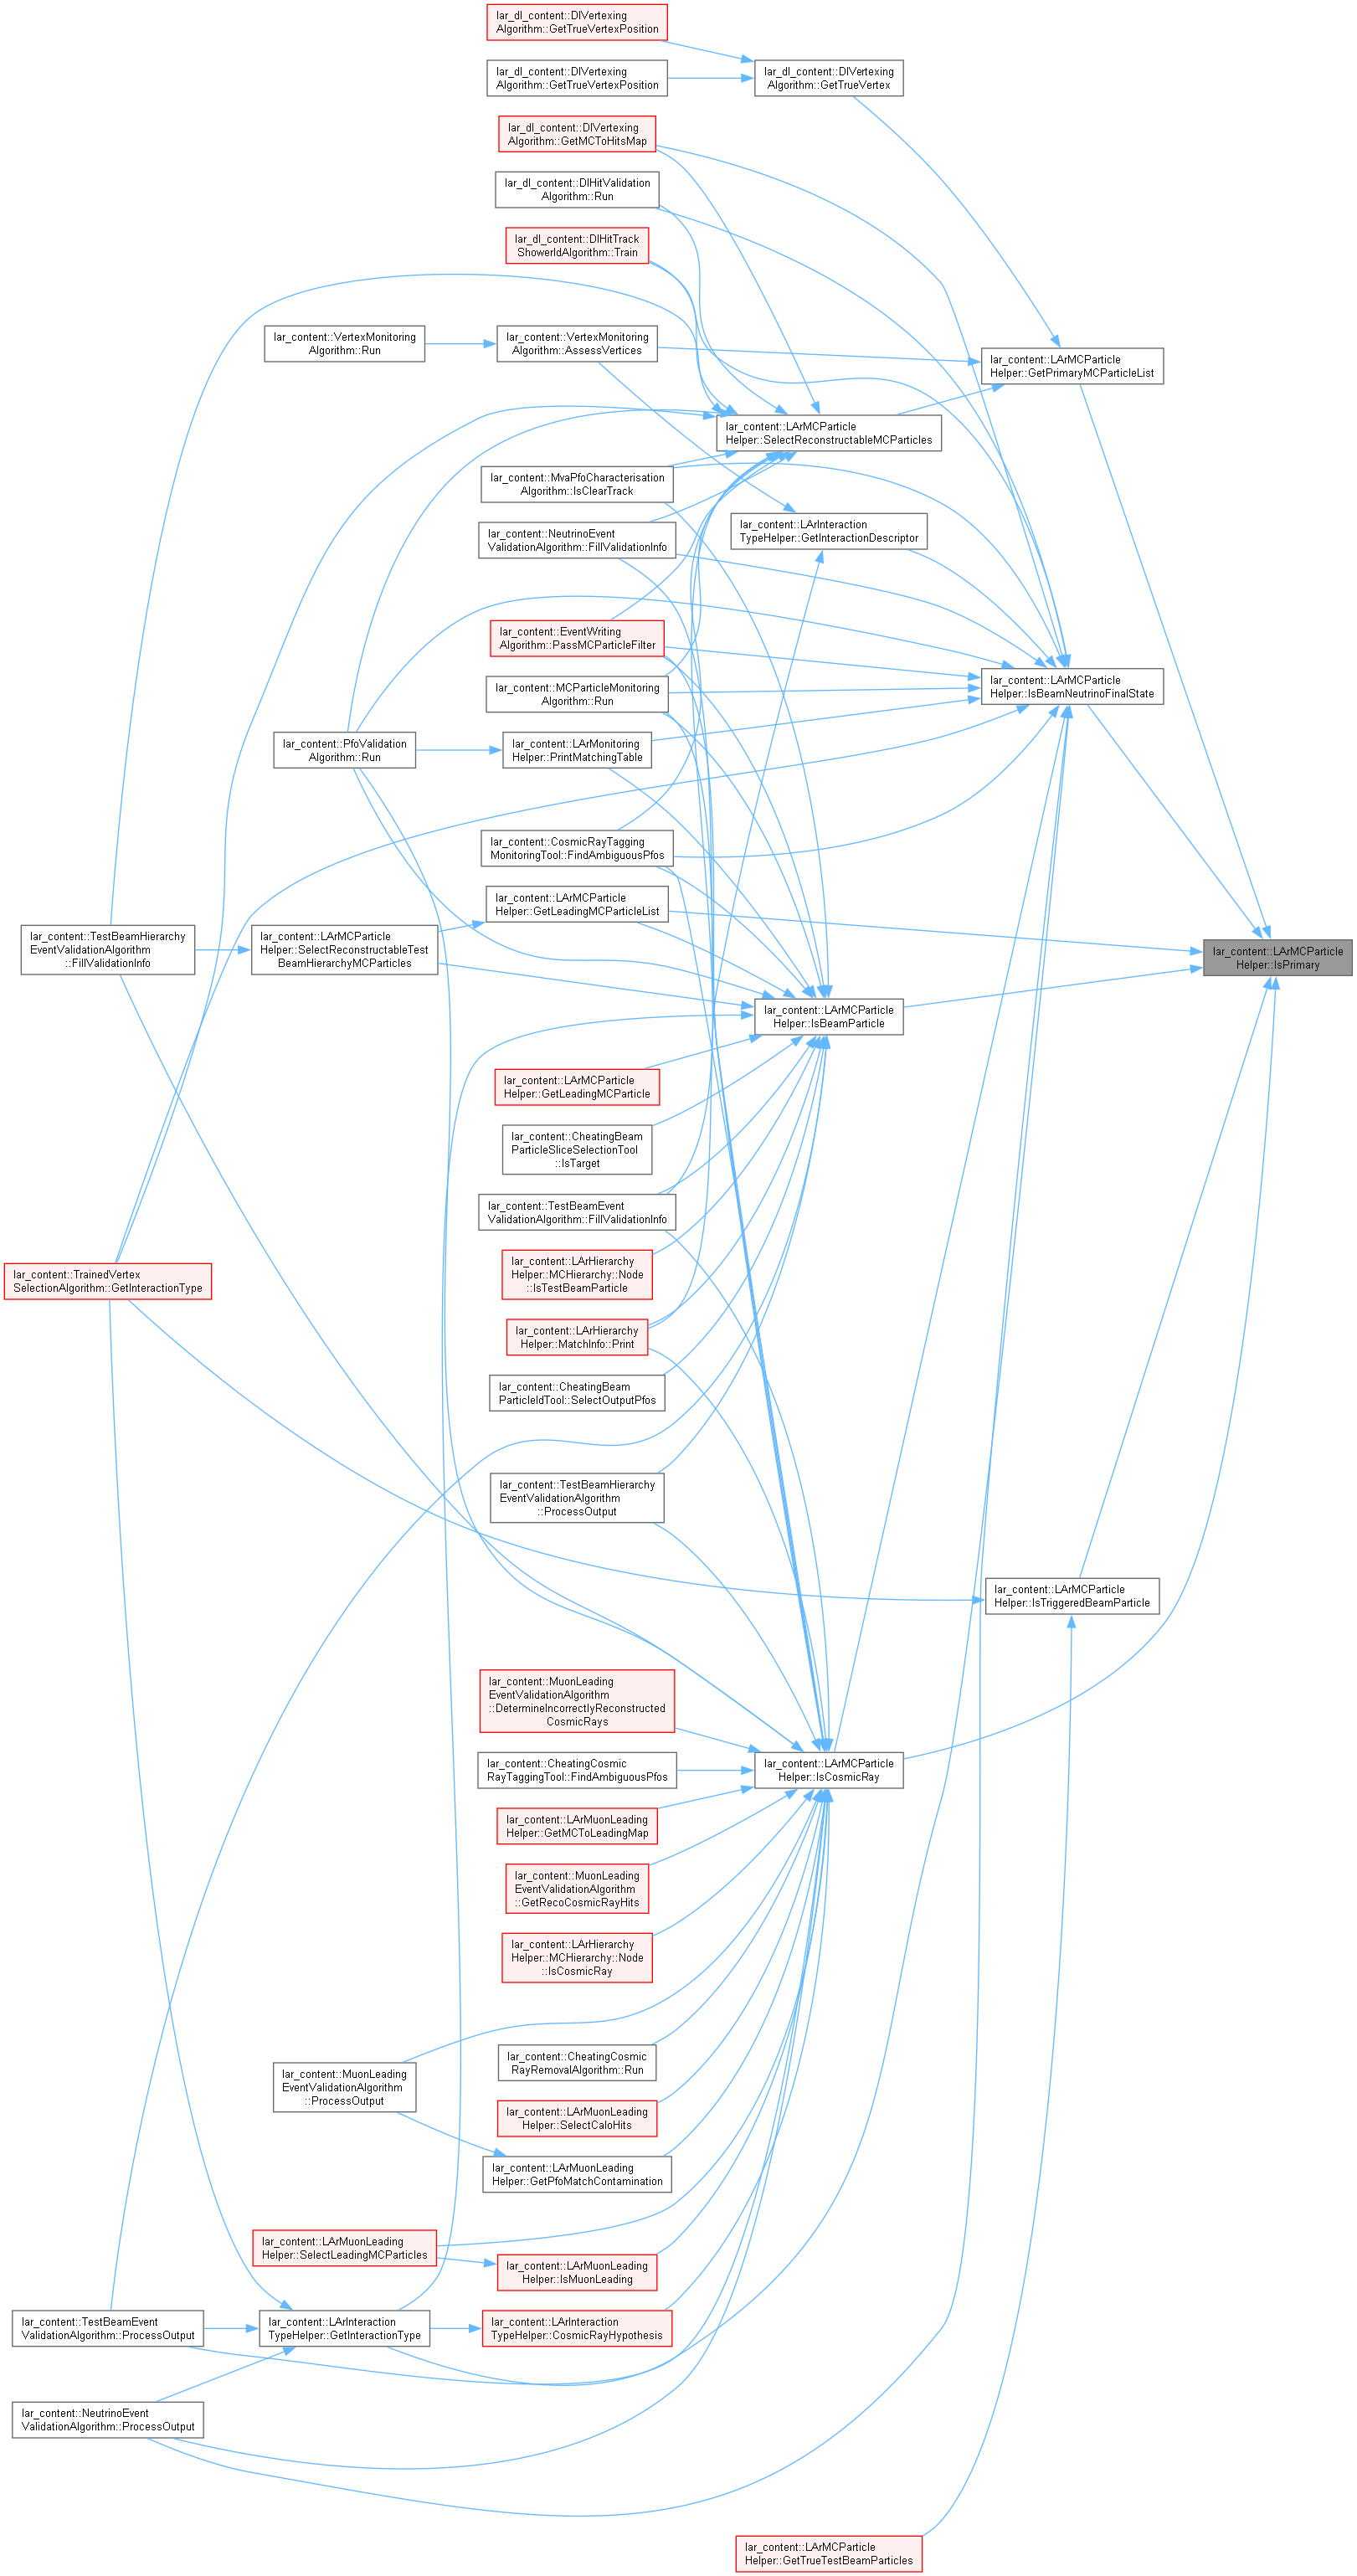 lar_dl_content::DlVertexing
Algorithm::GetTrueVertexPosition
lar_dl_content::DlVertexing
Algorithm::GetTrueVertexPosition
lar_dl_content::DlVertexing
Algorithm::GetTrueVertex
lar_dl_content::DlVertexing
Algorithm::GetMCToHitsMap
lar_dl_content::DlHitValidation
Algorithm::Run
lar_dl_content::DlHitTrack
ShowerIdAlgorithm::Train
lar_content::VertexMonitoring
Algorithm::Run
lar_content::VertexMonitoring
Algorithm::AssessVertices
lar_content::LArMCParticle
Helper::GetPrimaryMCParticleList
lar_content::LArMCParticle
Helper::SelectReconstructableMCParticles
lar_content::MvaPfoCharacterisation
Algorithm::IsClearTrack
lar_content::NeutrinoEvent
ValidationAlgorithm::FillValidationInfo
lar_content::LArInteraction
TypeHelper::GetInteractionDescriptor
lar_content::EventWriting
Algorithm::PassMCParticleFilter
lar_content::MCParticleMonitoring
Algorithm::Run
lar_content::LArMCParticle
Helper::IsBeamNeutrinoFinalState
lar_content::PfoValidation
Algorithm::Run
lar_content::LArMonitoring
Helper::PrintMatchingTable
lar_content::CosmicRayTagging
MonitoringTool::FindAmbiguousPfos
lar_content::LArMCParticle
Helper::GetLeadingMCParticleList
lar_content::TestBeamHierarchy
EventValidationAlgorithm
::FillValidationInfo
lar_content::LArMCParticle
Helper::SelectReconstructableTest
BeamHierarchyMCParticles
lar_content::LArMCParticle
Helper::IsPrimary
lar_content::LArMCParticle
Helper::IsBeamParticle
lar_content::LArMCParticle
Helper::GetLeadingMCParticle
lar_content::CheatingBeam
ParticleSliceSelectionTool
::IsTarget
lar_content::TestBeamEvent
ValidationAlgorithm::FillValidationInfo
lar_content::LArHierarchy
Helper::MCHierarchy::Node
::IsTestBeamParticle
lar_content::TrainedVertex
SelectionAlgorithm::GetInteractionType
lar_content::LArHierarchy
Helper::MatchInfo::Print
lar_content::CheatingBeam
ParticleIdTool::SelectOutputPfos
lar_content::TestBeamHierarchy
EventValidationAlgorithm
::ProcessOutput
lar_content::LArMCParticle
Helper::IsTriggeredBeamParticle
lar_content::MuonLeading
EventValidationAlgorithm
::DetermineIncorrectlyReconstructed
CosmicRays
lar_content::CheatingCosmic
RayTaggingTool::FindAmbiguousPfos
lar_content::LArMCParticle
Helper::IsCosmicRay
lar_content::LArMuonLeading
Helper::GetMCToLeadingMap
lar_content::MuonLeading
EventValidationAlgorithm
::GetRecoCosmicRayHits
lar_content::LArHierarchy
Helper::MCHierarchy::Node
::IsCosmicRay
lar_content::CheatingCosmic
RayRemovalAlgorithm::Run
lar_content::MuonLeading
EventValidationAlgorithm
::ProcessOutput
lar_content::LArMuonLeading
Helper::SelectCaloHits
lar_content::LArMuonLeading
Helper::GetPfoMatchContamination
lar_content::LArMuonLeading
Helper::SelectLeadingMCParticles
lar_content::LArMuonLeading
Helper::IsMuonLeading
lar_content::TestBeamEvent
ValidationAlgorithm::ProcessOutput
lar_content::LArInteraction
TypeHelper::GetInteractionType
lar_content::LArInteraction
TypeHelper::CosmicRayHypothesis
lar_content::NeutrinoEvent
ValidationAlgorithm::ProcessOutput
lar_content::LArMCParticle
Helper::GetTrueTestBeamParticles